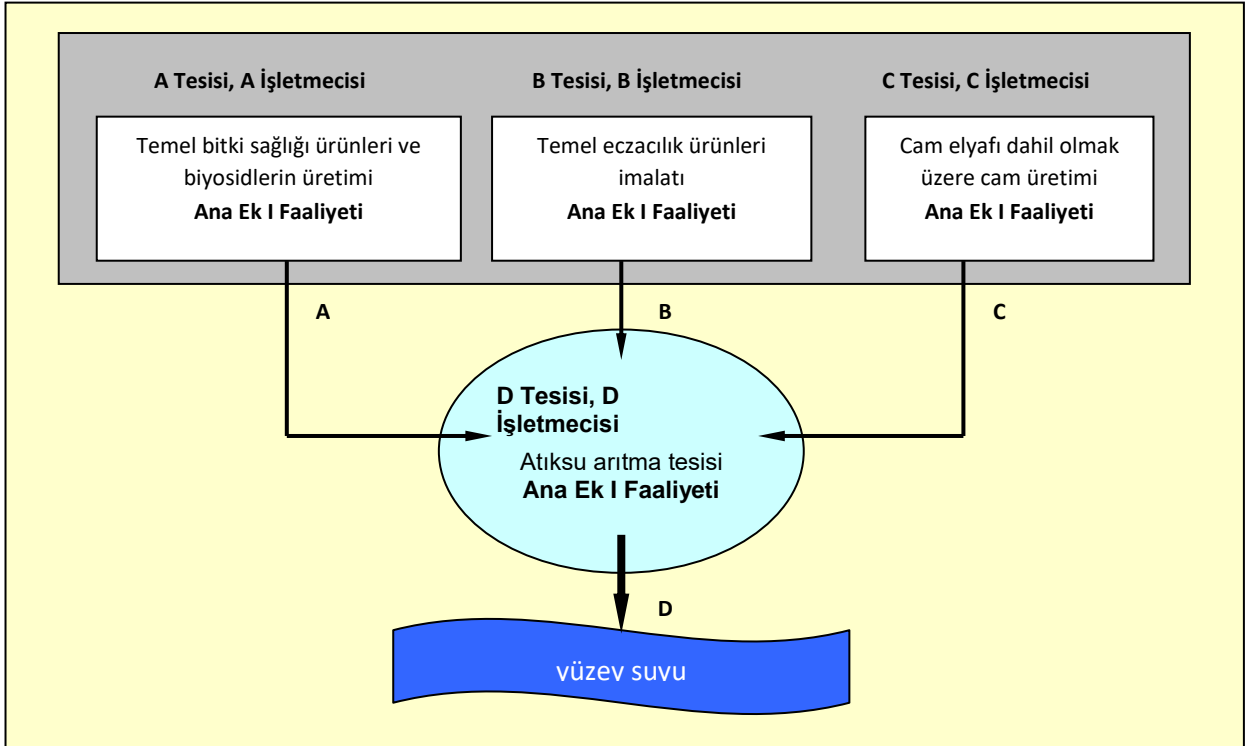 A Tesisi, A İşletmecisi
B Tesisi, B İşletmecisi
C Tesisi, C İşletmecisi
Temel bitki sağlığı ürünleri ve
biyosidlerin üretimi
Ana Ek I Faaliyeti
Temel eczacılık ürünleri
imalatı
Ana Ek I Faaliyeti
Cam elyafı dahil olmak
üzere cam üretimi
Ana Ek I Faaliyeti
A
B
C
D Tesisi, D
İşletmecisi
Atıksu arıtma tesisi
Ana Ek I Faaliyeti
D
vüzev suvu